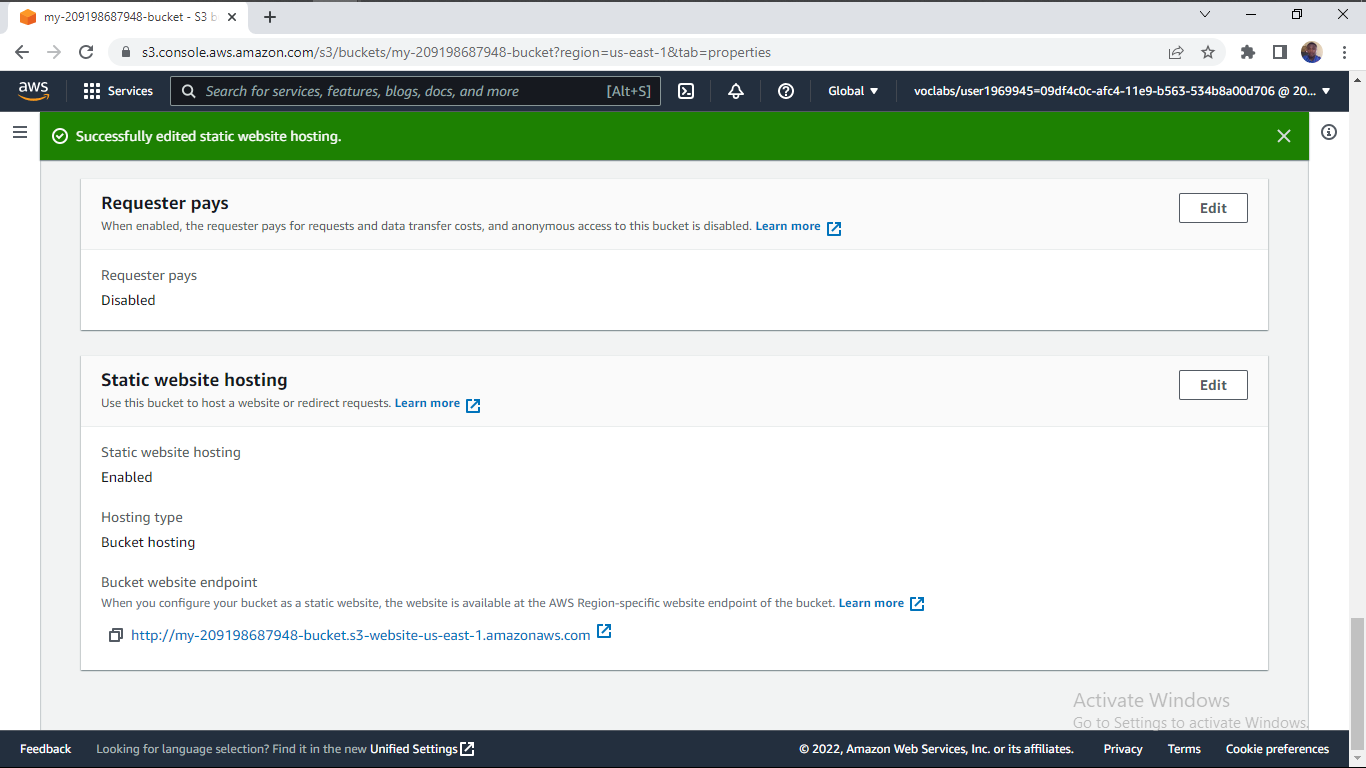 my-209198687948-bucket - S3 b
s3.console.aws.amazon.com/s3/buckets/my-209198687948-bucket?region=us-east-1&tab=properties
aws
Services
Search for services, features, blogs, docs, and more
[Alt+S]
Global
voclabs/user1969945=09df4c0c-afc4-11e9-b563-534b8a00d706 @ 20...
Successfully edited static website hosting.
Requester pays
Edit
When enabled, the requester pays for requests and data transfer costs, and anonymous access to this bucket is disabled. Learn more
Requester pays
Disabled
Static website hosting
Edit
Use this bucket to host a website or redirect requests. Learn more
Static website hosting
Enabled
Hosting type
Bucket hosting
Bucket website endpoint
When you configure your bucket as a static website, the website is available at the AWS Region-specific website endpoint of the bucket. Learn more
http://my-209198687948-bucket.s3-website-us-east-1.amazonaws.com
Activate Windows
Go to Settings to activate Windows.
Feedback
Looking for language selection? Find it in the new Unified Settings
© 2022, Amazon Web Services, Inc. or its affiliates.
Privacy
Terms
Cookie preferences